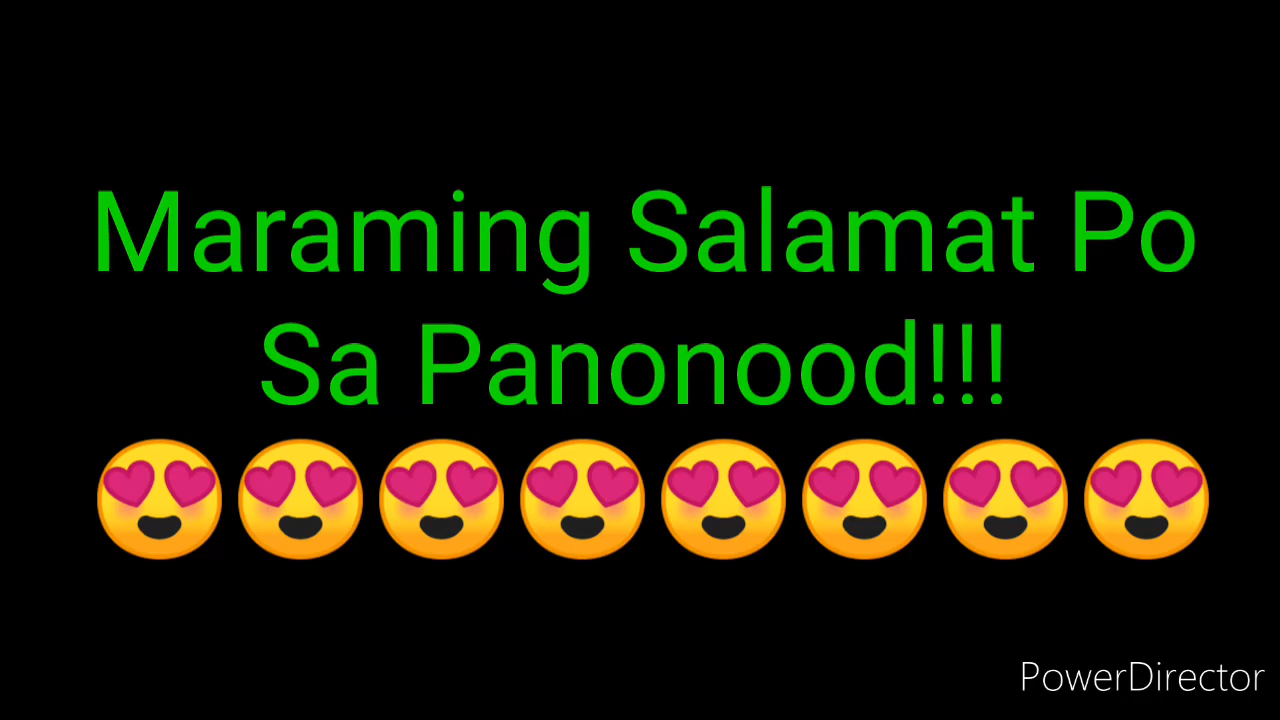 Maraming Salamat Po
Sa Panonood!!!
😍😍😍😍😍😍😍😍
PowerDirector